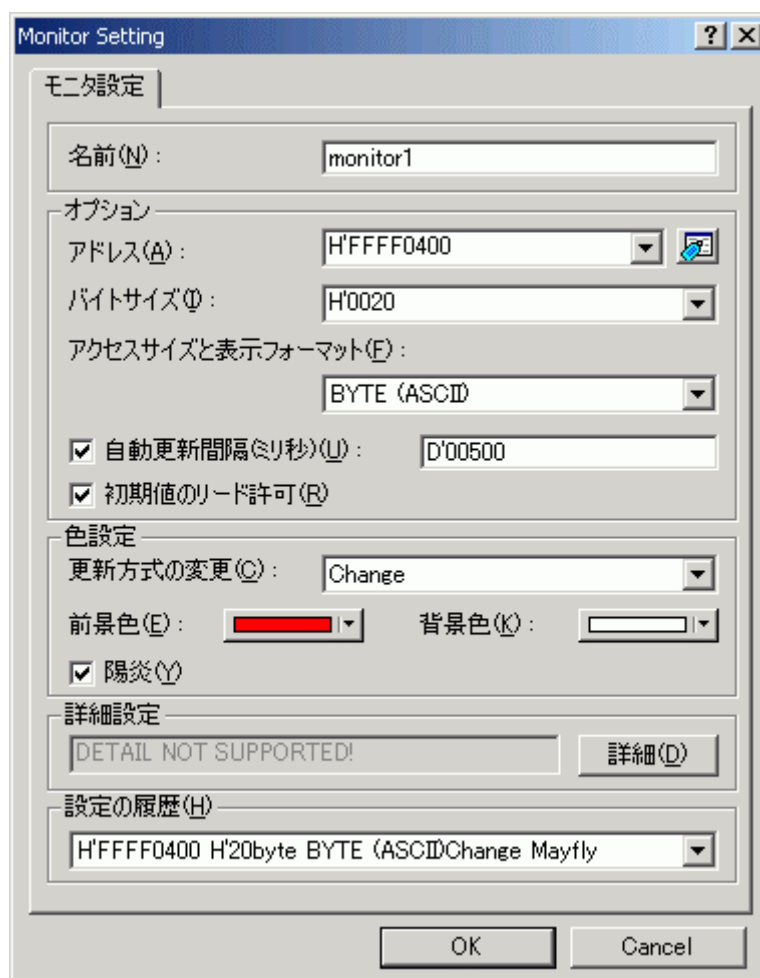 Monitor Setting
モニタ設定
名前(N): monitor1
オプション
アドレス(A): H'FFFF0400
バイトサイズ(I): H'0020
アクセスサイズと表示フォーマット(F):
BYTE (ASCII)
自動更新間隔(ミリ秒)(U): D'00500
初期値のリード許可(R)
色設定
更新方式の変更(C): Change
前景色(E): 背景色(K):
陽炎(Y)
詳細設定
DETAIL NOT SUPPORTED! 詳細(D)
設定の履歴(H)
H'FFFF0400 H'20byte BYTE (ASCII)Change Mayfly
OK Cancel